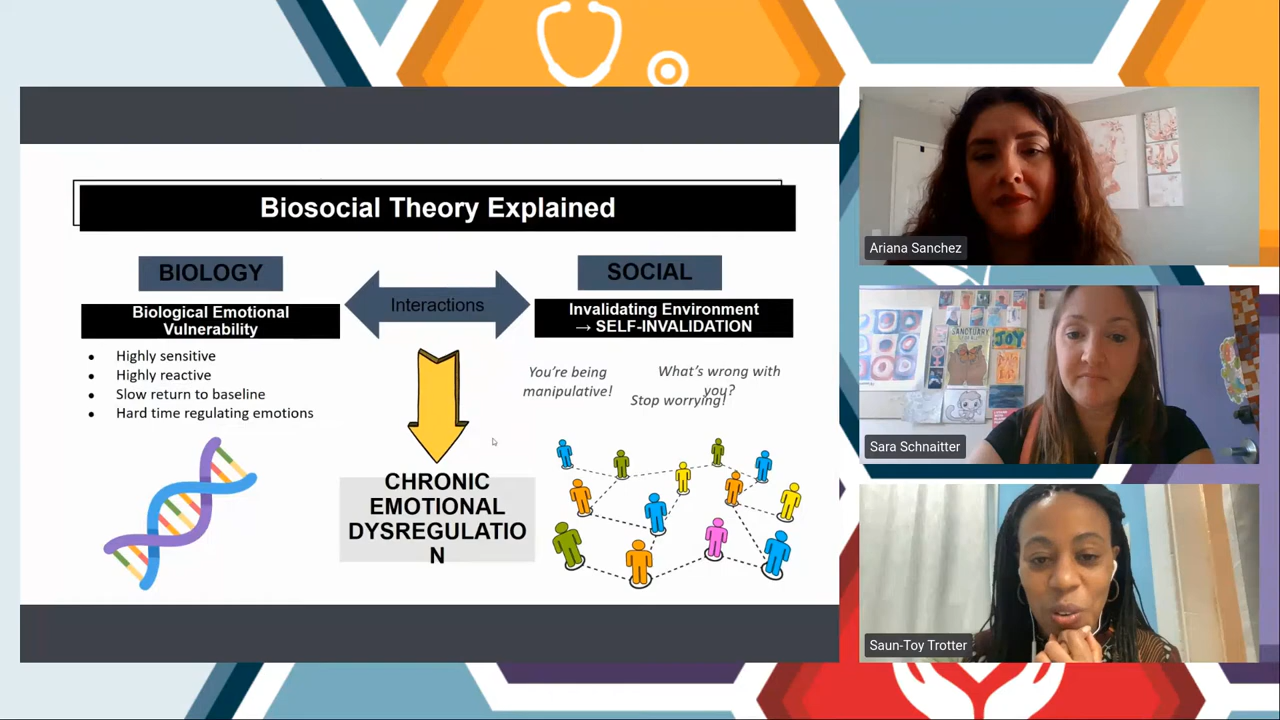 Biosocial Theory Explained
BIOLOGY
Interactions
SOCIAL
Biological Emotional
Vulnerability
Invalidating Environment
→ SELF-INVALIDATION
• Highly sensitive
• Highly reactive
• Slow return to baseline
• Hard time regulating emotions
You're being
manipulative!
What's wrong with
you?
Stop worrying!
CHRONIC
EMOTIONAL
DYSREGULATIO
N
Ariana Sanchez
SANCTUARY
JOY
Sara Schnaitter
Saun-Toy Trotter